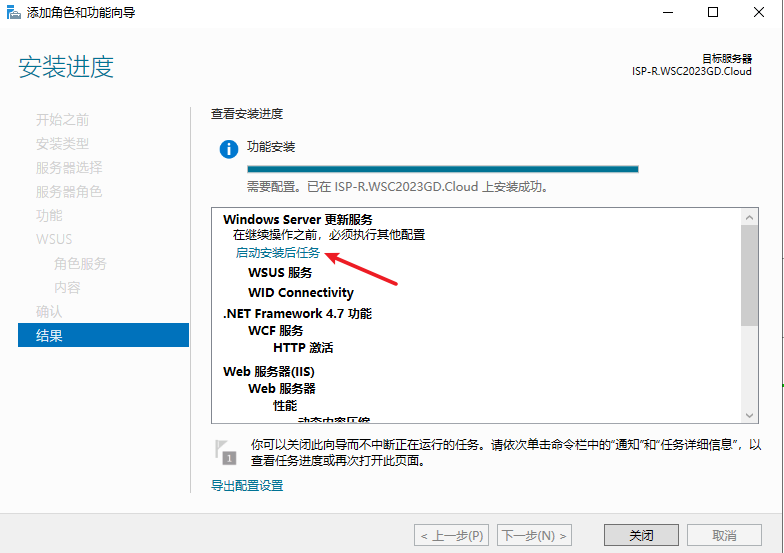 添加角色和功能向导
安装进度
目标服务器
ISP-R.WSC2023GD.Cloud
开始之前
安装类型
服务器选择
服务器角色
功能
WSUS
角色服务
内容
确认
结果
查看安装进度
功能安装
需要配置。已在 ISP-R.WSC2023GD.Cloud 上安装成功。
Windows Server 更新服务
在继续操作之前，必须执行其他配置
启动安装后任务
WSUS 服务
WID Connectivity
.NET Framework 4.7 功能
WCF 服务
HTTP 激活
Web 服务器(IIS)
Web 服务器
性能
动态内容压缩
1
你可以关闭此向导而不中断正在运行的任务。请依次单击命令栏中的“通知”和“任务详细信息”，以
查看任务进度或再次打开此页面。
导出配置设置
< 上一步(P)
下一步(N) >
关闭
取消